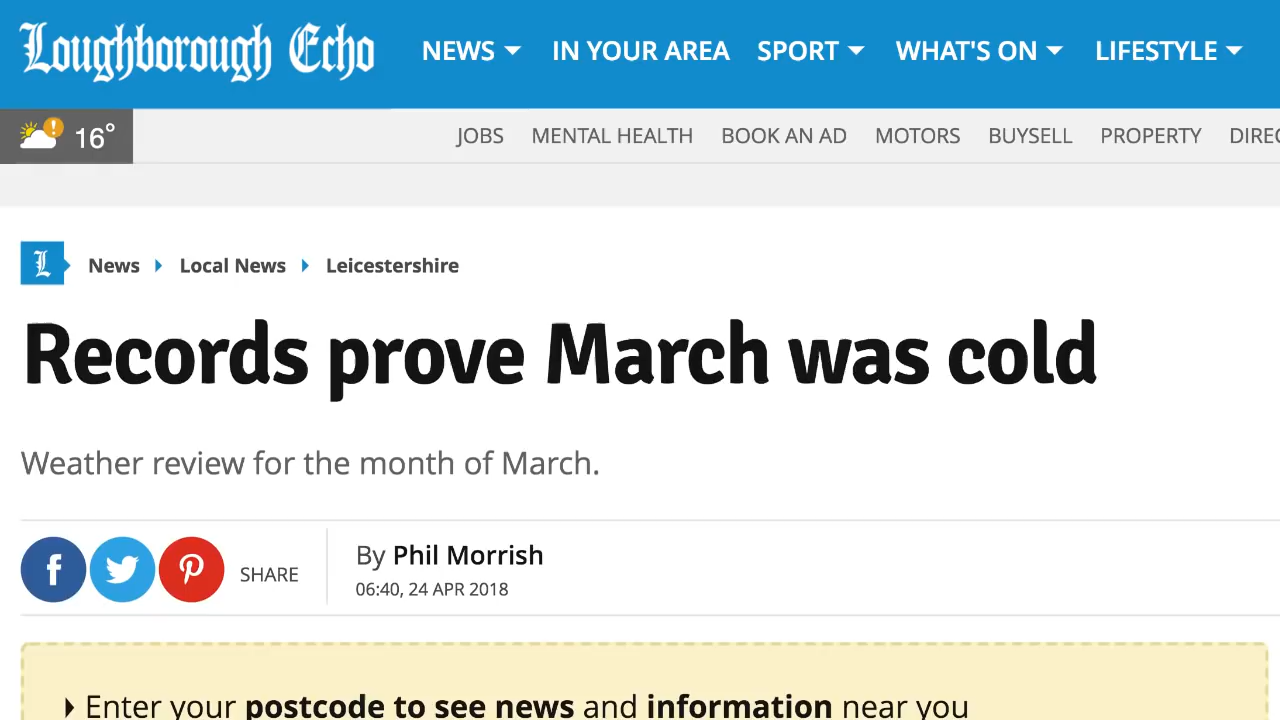 Loughborough Echo
NEWS IN YOUR AREA SPORT WHAT'S ON LIFESTYLE
16° JOBS MENTAL HEALTH BOOK AN AD MOTORS BUYSELL PROPERTY DIREC
L News Local News Leicestershire
Records prove March was cold
Weather review for the month of March.
SHARE
By Phil Morrish
06:40, 24 APR 2018
Enter your postcode to see news and information near you